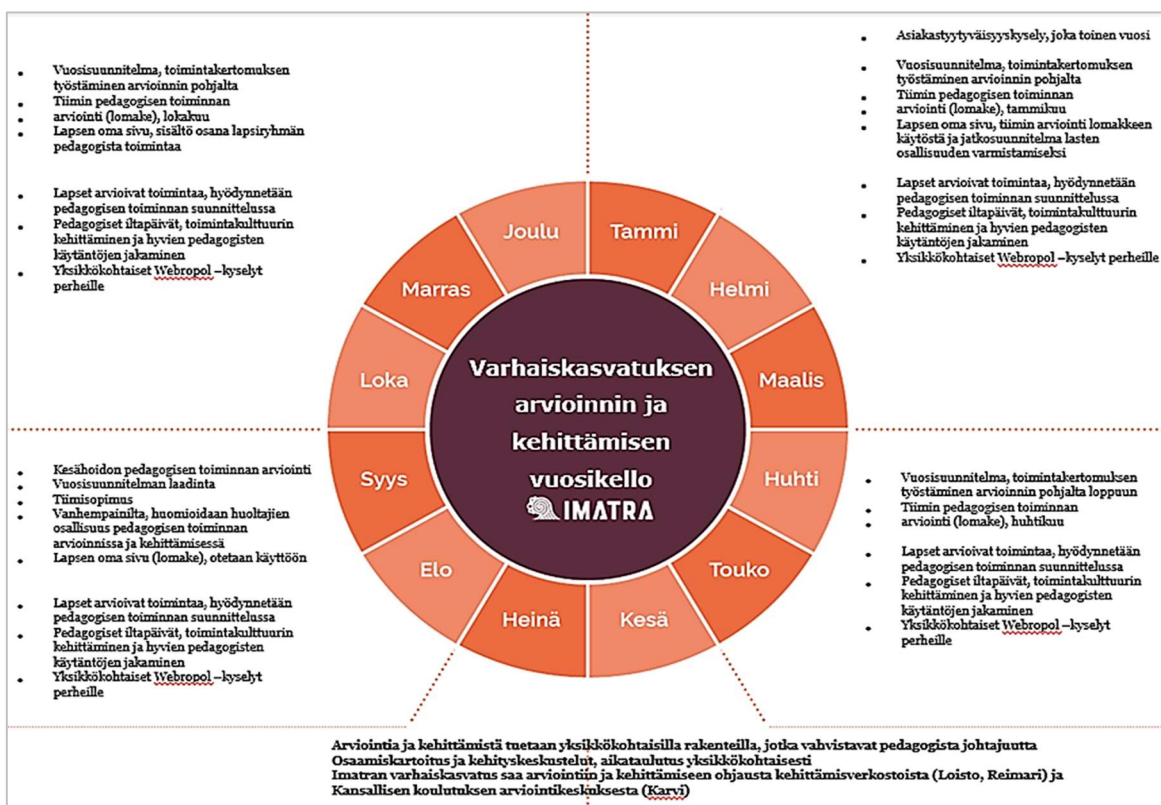 Vuosisuunnitelma, toimintakertomuksen
työstäminen arvioinnin pohjalta
Tiimin pedagogisen toiminnan
arviointi (lomake), lokakuu
Lapsen oma sivu, sisältö osana lapsiryhmän
pedagogista toimintaa
Lapset arvioivat toimintaa, hyödynnetään
pedagogisen toiminnan suunnittelussa
Pedagogiset iltapäivät, toimintakulttuurin
kehittäminen ja hyvien pedagogisten
käytäntöjen jakaminen
Yksikkökohtaiset Webropol –kyselyt
perheille
Asiakastyytyväisyyskysely, joka toinen vuosi
Vuosisuunnitelma, toimintakertomuksen
työstäminen arvioinnin pohjalta
Tiimin pedagogisen toiminnan
arviointi (lomake), tammikuu
Lapsen oma sivu, tiimin arviointi lomakkeen
käytöstä ja jatkosuunnitelma lasten
osallisuuden varmistamiseksi
Lapset arvioivat toimintaa, hyödynnetään
pedagogisen toiminnan suunnittelussa
Pedagogiset iltapäivät, toimintakulttuurin
kehittäminen ja hyvien pedagogisten
käytäntöjen jakaminen
Yksikkökohtaiset Webropol –kyselyt perheille
Joulu
Tammi
Marras
Helmi
Loka
Maalis
Syys
Huhti
Elo
Touko
Heinä
Kesä
Varhaiskasvatuksen
arvioinnin ja
kehittämisen
vuosikello
IMATRA
Kesähoidon pedagogisen toiminnan arviointi
Vuosisuunnitelman laadinta
Tiimisopimus
Vanhempainilta, huomioidaan huoltajien
osallisuus pedagogisen toiminnan
arvioinnissa ja kehittämisessä
Lapsen oma sivu (lomake), otetaan käyttöön
Lapset arvioivat toimintaa, hyödynnetään
pedagogisen toiminnan suunnittelussa
Pedagogiset iltapäivät, toimintakulttuurin
kehittäminen ja hyvien pedagogisten
käytäntöjen jakaminen
Yksikkökohtaiset Webropol –kyselyt
perheille
Vuosisuunnitelma, toimintakertomuksen
työstäminen arvioinnin pohjalta loppuun
Tiimin pedagogisen toiminnan
arviointi (lomake), huhtikuu
Lapset arvioivat toimintaa, hyödynnetään
pedagogisen toiminnan suunnittelussa
Pedagogiset iltapäivät, toimintakulttuurin
kehittäminen ja hyvien pedagogisten
käytäntöjen jakaminen
Yksikkökohtaiset Webropol –kyselyt
perheille
Arviointia ja kehittämistä tuetaan yksikkökohtaisilla rakenteilla, jotka vahvistavat pedagogista johtajuutta
Osaamiskartoitus ja kehityskeskustelut, aikataulutus yksikkökohtaisesti
Imatran varhaiskasvatus saa arviointiin ja kehittämiseen ohjausta kehittämisverkostoista (Loisto, Reimari) ja
Kansallisen koulutuksen arviointikeskuksesta (Karvi)